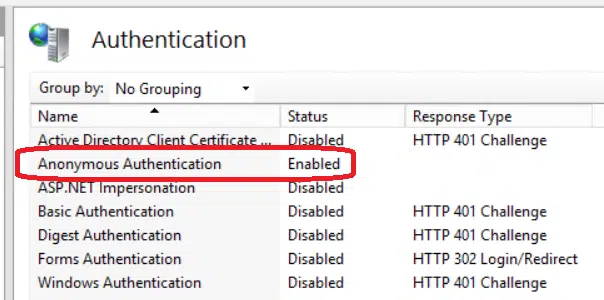 Authentication
Group by: No Grouping
Name Status Response Type
Active Directory Client Certificate ... Disabled HTTP 401 Challenge
Anonymous Authentication Enabled
ASP.NET Impersonation Disabled
Basic Authentication Disabled HTTP 401 Challenge
Digest Authentication Disabled HTTP 401 Challenge
Forms Authentication Disabled HTTP 302 Login/Redirect
Windows Authentication Disabled HTTP 401 Challenge